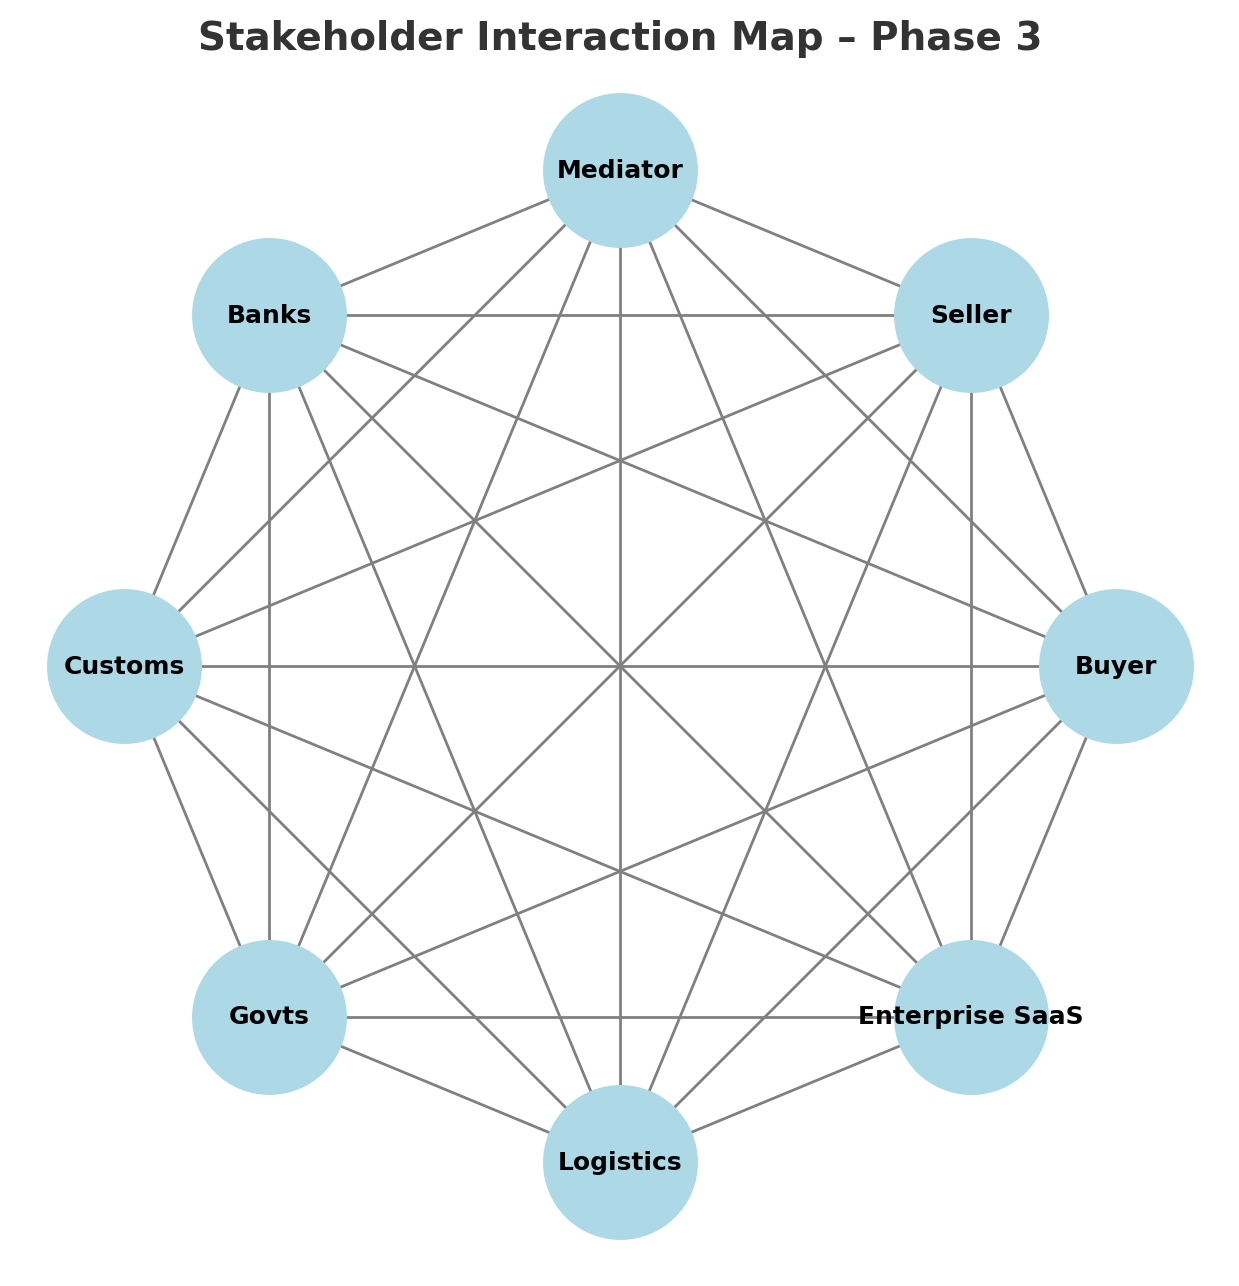 Stakeholder Interaction Map – Phase 3
Mediator
Banks
Seller
Customs
Buyer
Govts
Enterprise SaaS
Logistics